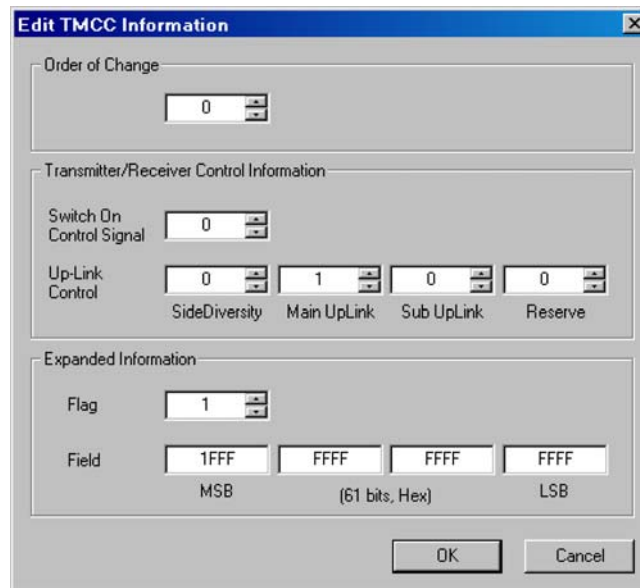 Edit TMCC Information
Order of Change
0
Transmitter/Receiver Control Information
Switch On
Control Signal
0
Up-Link
Control
0 1 0 0
SideDiversity Main UpLink Sub UpLink Reserve
Expanded Information
Flag
1
Field
1FFF FFFF FFFF FFFF
MSB (61 bits, Hex) LSB
OK Cancel